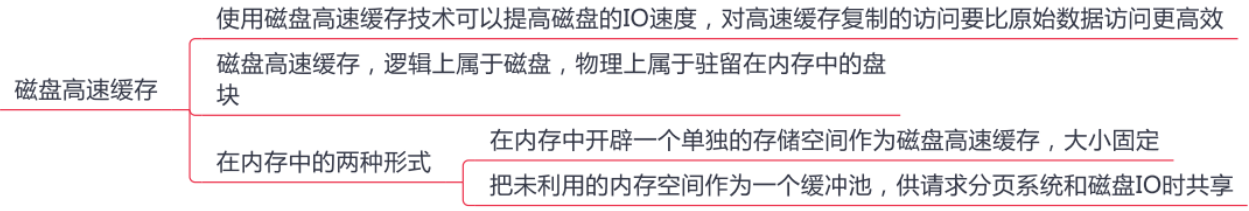 使用磁盘高速缓存技术可以提高磁盘的IO速度，对高速缓存复制的访问要比原始数据访问更高效
磁盘高速缓存
磁盘高速缓存，逻辑上属于磁盘，物理上属于驻留在内存中的盘
块
在内存中的两种形式
在内存中开辟一个单独的存储空间作为磁盘高速缓存，大小固定
把未利用的内存空间作为一个缓冲池，供请求分页系统和磁盘IO时共享